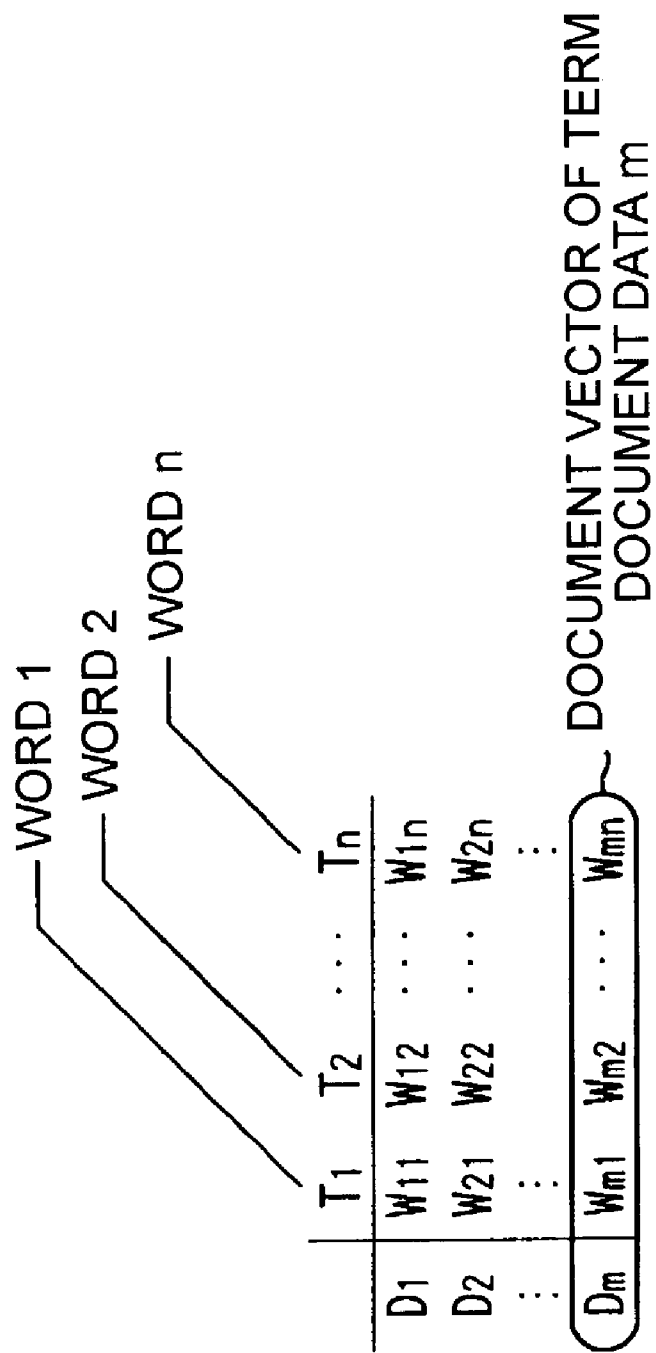 WORD 1
WORD 2
WORD n
T1 T2 ... Tn
D1 W11 W12 ... W1n
D2 W21 W22 ... W2n
⋮ ⋮ ⋮ ⋮
Dm Wm1 Wm2 ... Wmn
DOCUMENT VECTOR OF TERM
DOCUMENT DATA m